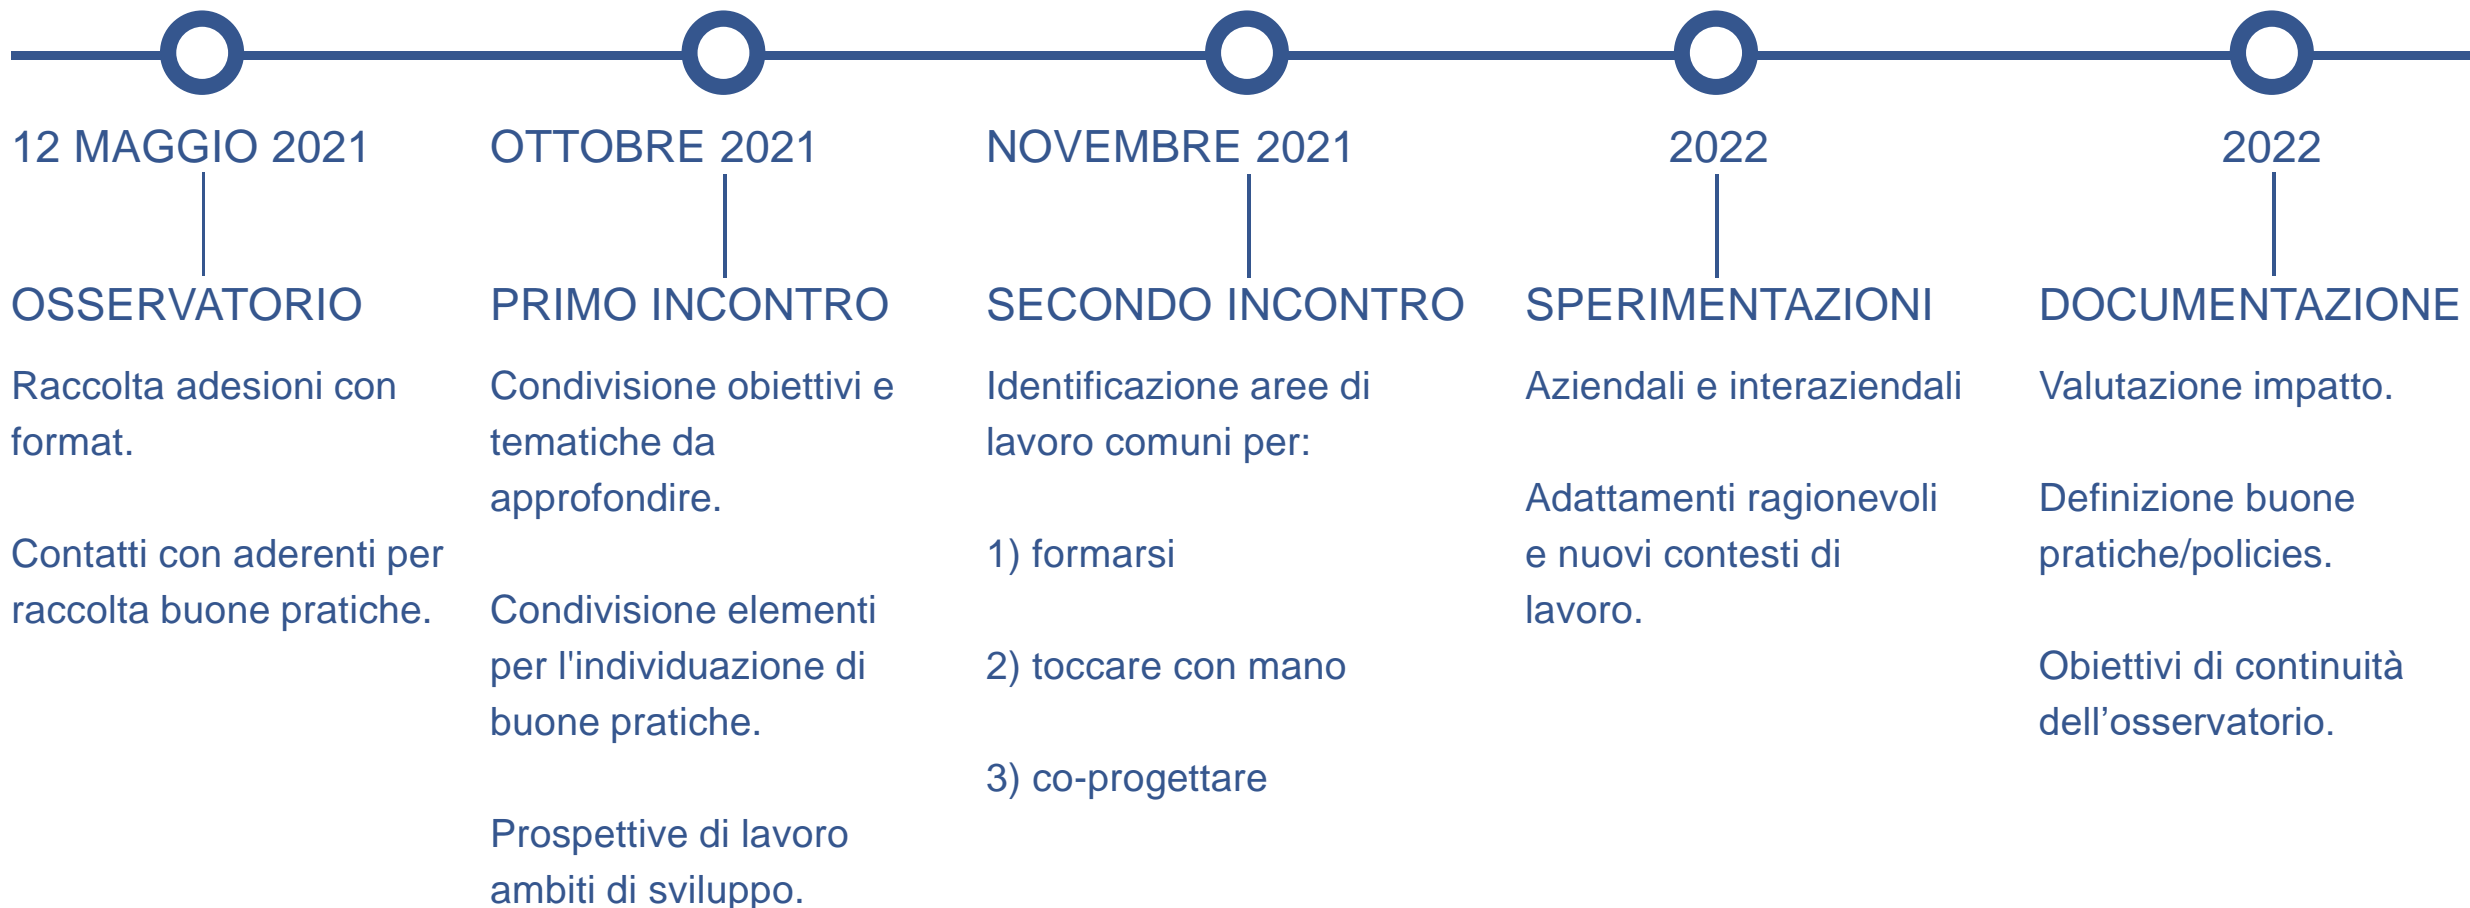 12 MAGGIO 2021
OSSERVATORIO
Raccolta adesioni con
format.
Contatti con aderenti per
raccolta buone pratiche.
OTTOBRE 2021
PRIMO INCONTRO
Condivisione obiettivi e
tematiche da
approfondire.
Condivisione elementi
per l'individuazione di
buone pratiche.
Prospettive di lavoro
ambiti di sviluppo.
NOVEMBRE 2021
SECONDO INCONTRO
Identificazione aree di
lavoro comuni per:
1) formarsi
2) toccare con mano
3) co-progettare
2022
SPERIMENTAZIONI
Aziendali e interaziendali
Adattamenti ragionevoli
e nuovi contesti di
lavoro.
2022
DOCUMENTAZIONE
Valutazione impatto.
Definizione buone
pratiche/policies.
Obiettivi di continuità
dell’osservatorio.